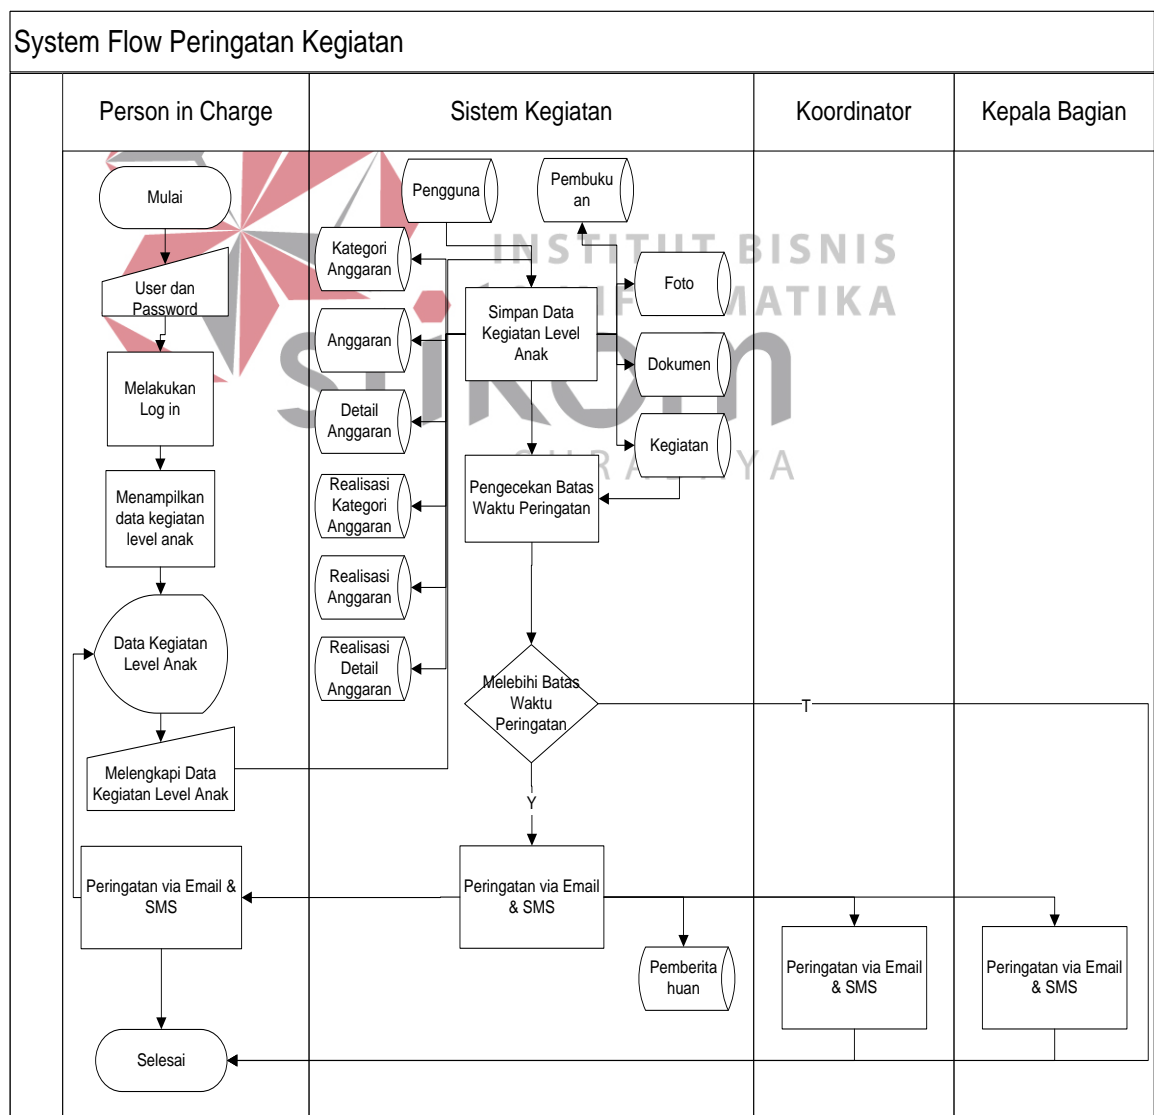 System Flow Peringatan Kegiatan
Person in Charge
Sistem Kegiatan
Koordinator
Kepala Bagian
Mulai
User dan
Password
Melakukan
Log in
Menampilkan
data kegiatan
level anak
Data Kegiatan
Level Anak
Melengkapi Data
Kegiatan Level Anak
Peringatan via Email &
SMS
Selesai
Pengguna
Pembuku
an
Kategori
Anggaran
Anggaran
Detail
Anggaran
Realisasi
Kategori
Anggaran
Realisasi
Anggaran
Realisasi
Detail
Anggaran
Simpan Data
Kegiatan Level
Anak
Foto
Dokumen
Kegiatan
Pengecekan Batas
Waktu Peringatan
Melebihi Batas
Waktu
Peringatan
T
Y
Peringatan via Email
& SMS
Pemberita
huan
Peringatan via Email
& SMS
Peringatan via Email
& SMS
INSTITUT BISNIS
stikom